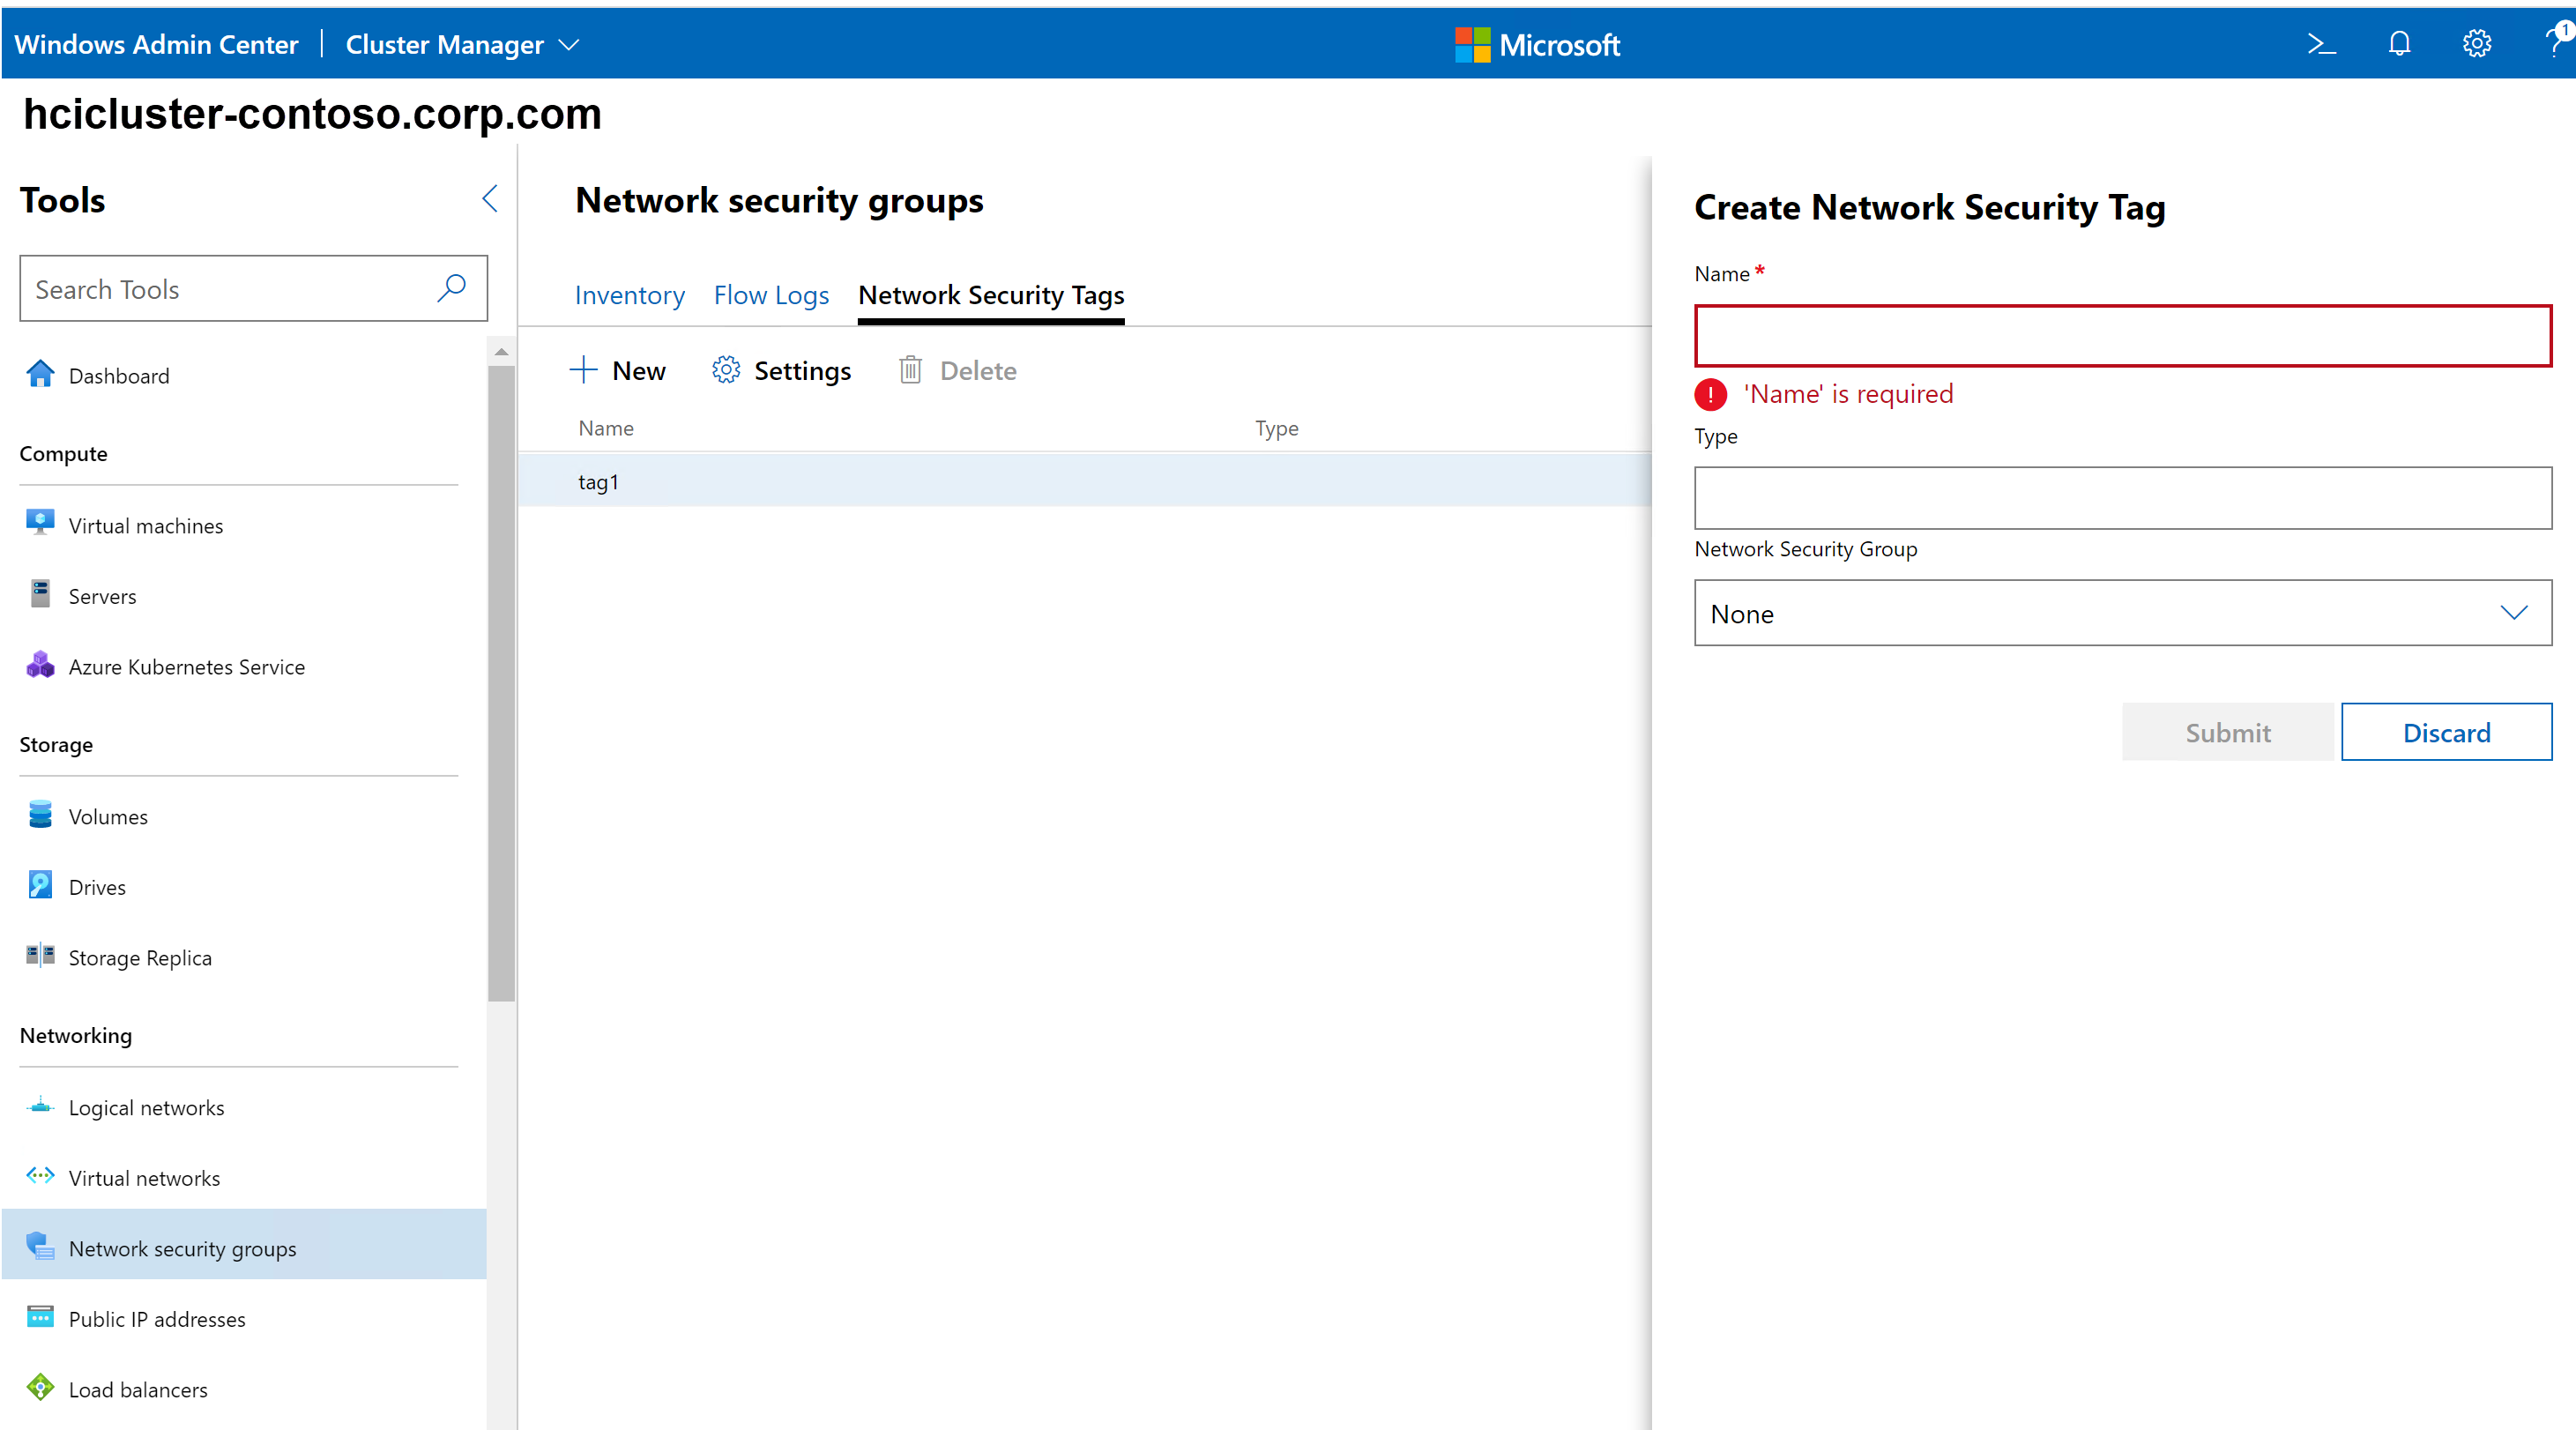 Windows Admin Center | Cluster Manager
Microsoft
1
hcicluster-contoso.corp.com
Tools
Search Tools
Dashboard
Compute
Virtual machines
Servers
Azure Kubernetes Service
Storage
Volumes
Drives
Storage Replica
Networking
Logical networks
Virtual networks
Network security groups
Public IP addresses
Load balancers
Network security groups
Inventory Flow Logs Network Security Tags
New Settings Delete
Name Type
tag1
Create Network Security Tag
Name *
'Name' is required
Type
Network Security Group
None
Submit Discard